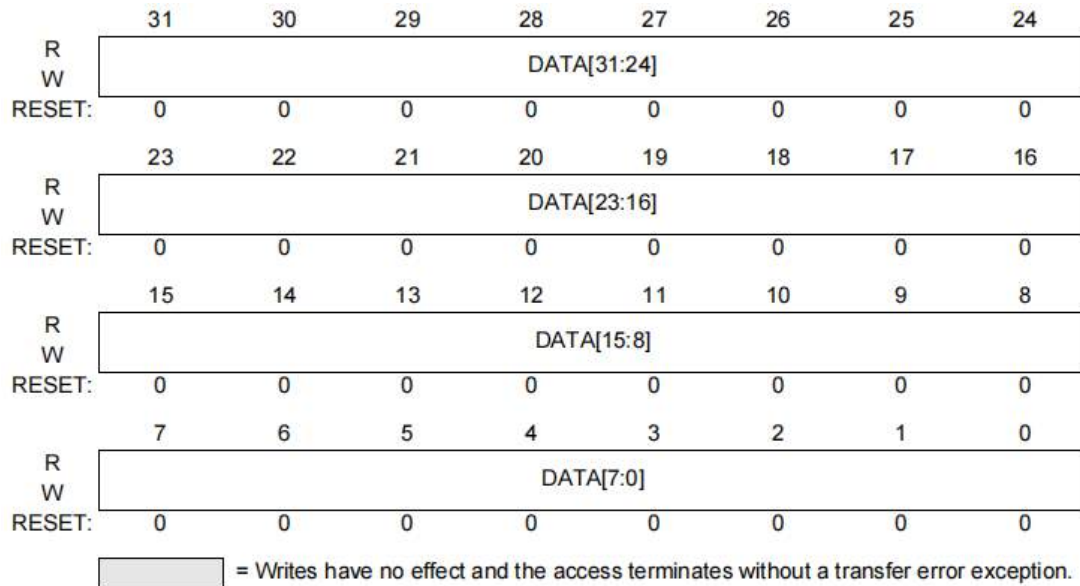 31 30 29 28 27 26 25 24
R
DATA[31:24]
W
RESET: 0 0 0 0 0 0 0 0
23 22 21 20 19 18 17 16
R
DATA[23:16]
W
RESET: 0 0 0 0 0 0 0 0
15 14 13 12 11 10 9 8
R
DATA[15:8]
W
RESET: 0 0 0 0 0 0 0 0
7 6 5 4 3 2 1 0
R
DATA[7:0]
W
RESET: 0 0 0 0 0 0 0 0
= Writes have no effect and the access terminates without a transfer error exception.